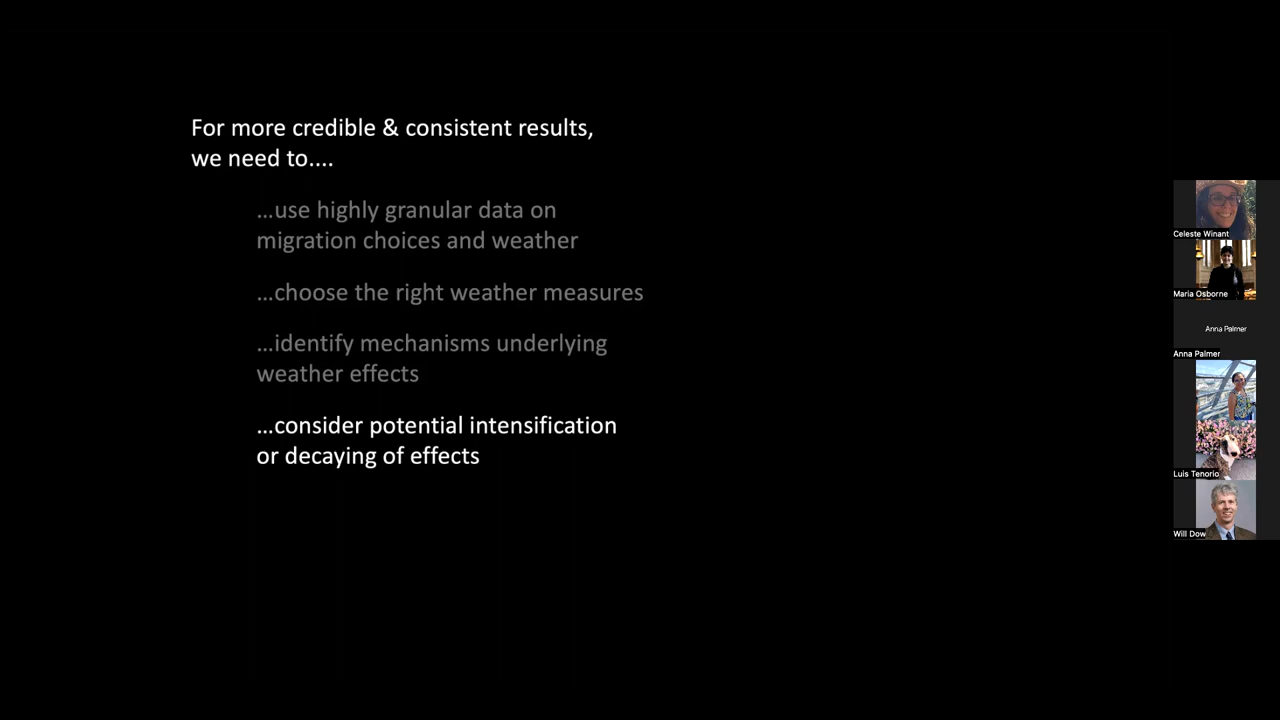 For more credible & consistent results,
we need to....
...use highly granular data on
migration choices and weather
...choose the right weather measures
...identify mechanisms underlying
weather effects
...consider potential intensification
or decaying of effects
Celeste Winant
Maria Osborne
Anna Palmer
Anna Palmer
Luis Tenorio
Will Dow